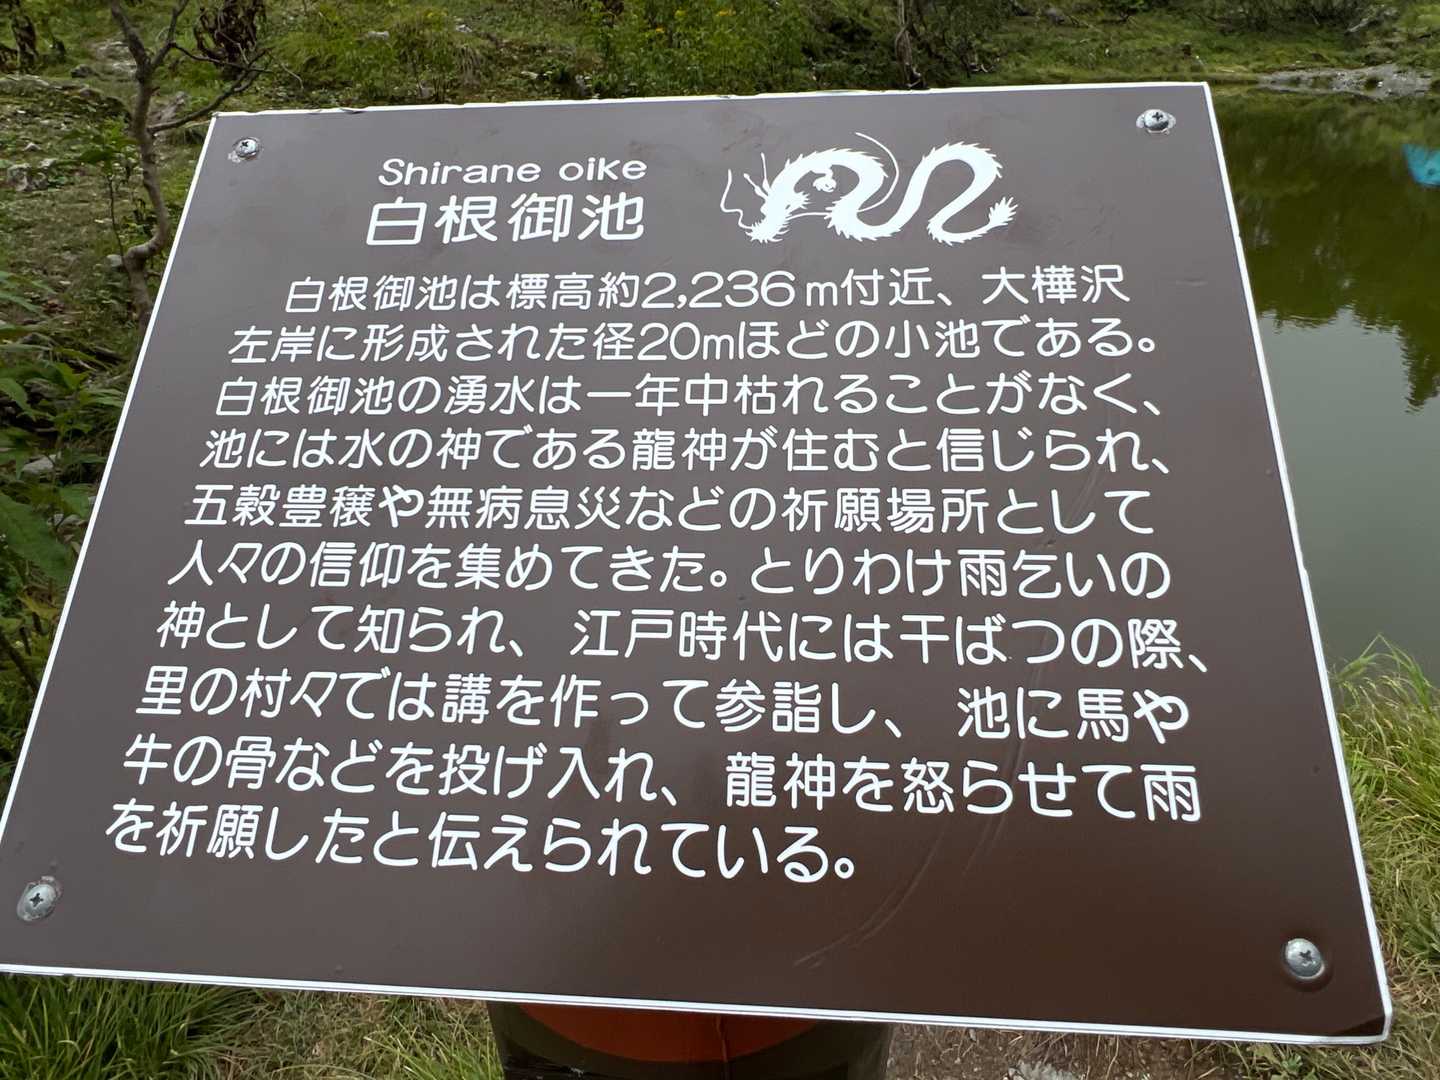 Shirane oike
白根御池
白根御池は標高約2,236m付近、大樺沢
左岸に形成された径20mほどの小池である。
白根御池の湧水は一年中枯れることがなく、
池には水の神である龍神が住むと信じられ、
五穀豊穣や無病息災などの祈願場所として
人々の信仰を集めてきた。とりわけ雨乞いの
神として知られ、江戸時代には干ばつの際、
里の村々では講を作って参詣し、池に馬や
牛の骨などを投げ入れ、龍神を怒らせて雨
を祈願したと伝えられている。